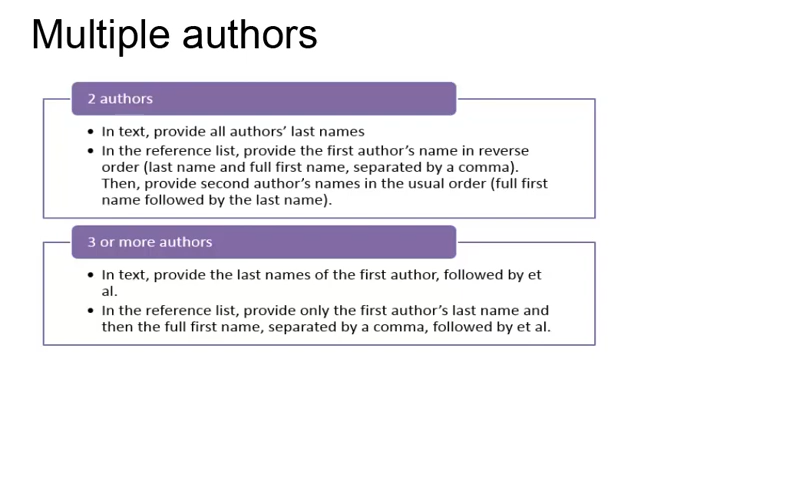 Multiple authors
2 authors
• In text, provide all authors’ last names
• In the reference list, provide the first author’s name in reverse
order (last name and full first name, separated by a comma).
Then, provide second author’s names in the usual order (full first
name followed by the last name).
3 or more authors
• In text, provide the last names of the first author, followed by et
al.
• In the reference list, provide only the first author’s last name and
then the full first name, separated by a comma, followed by et al.